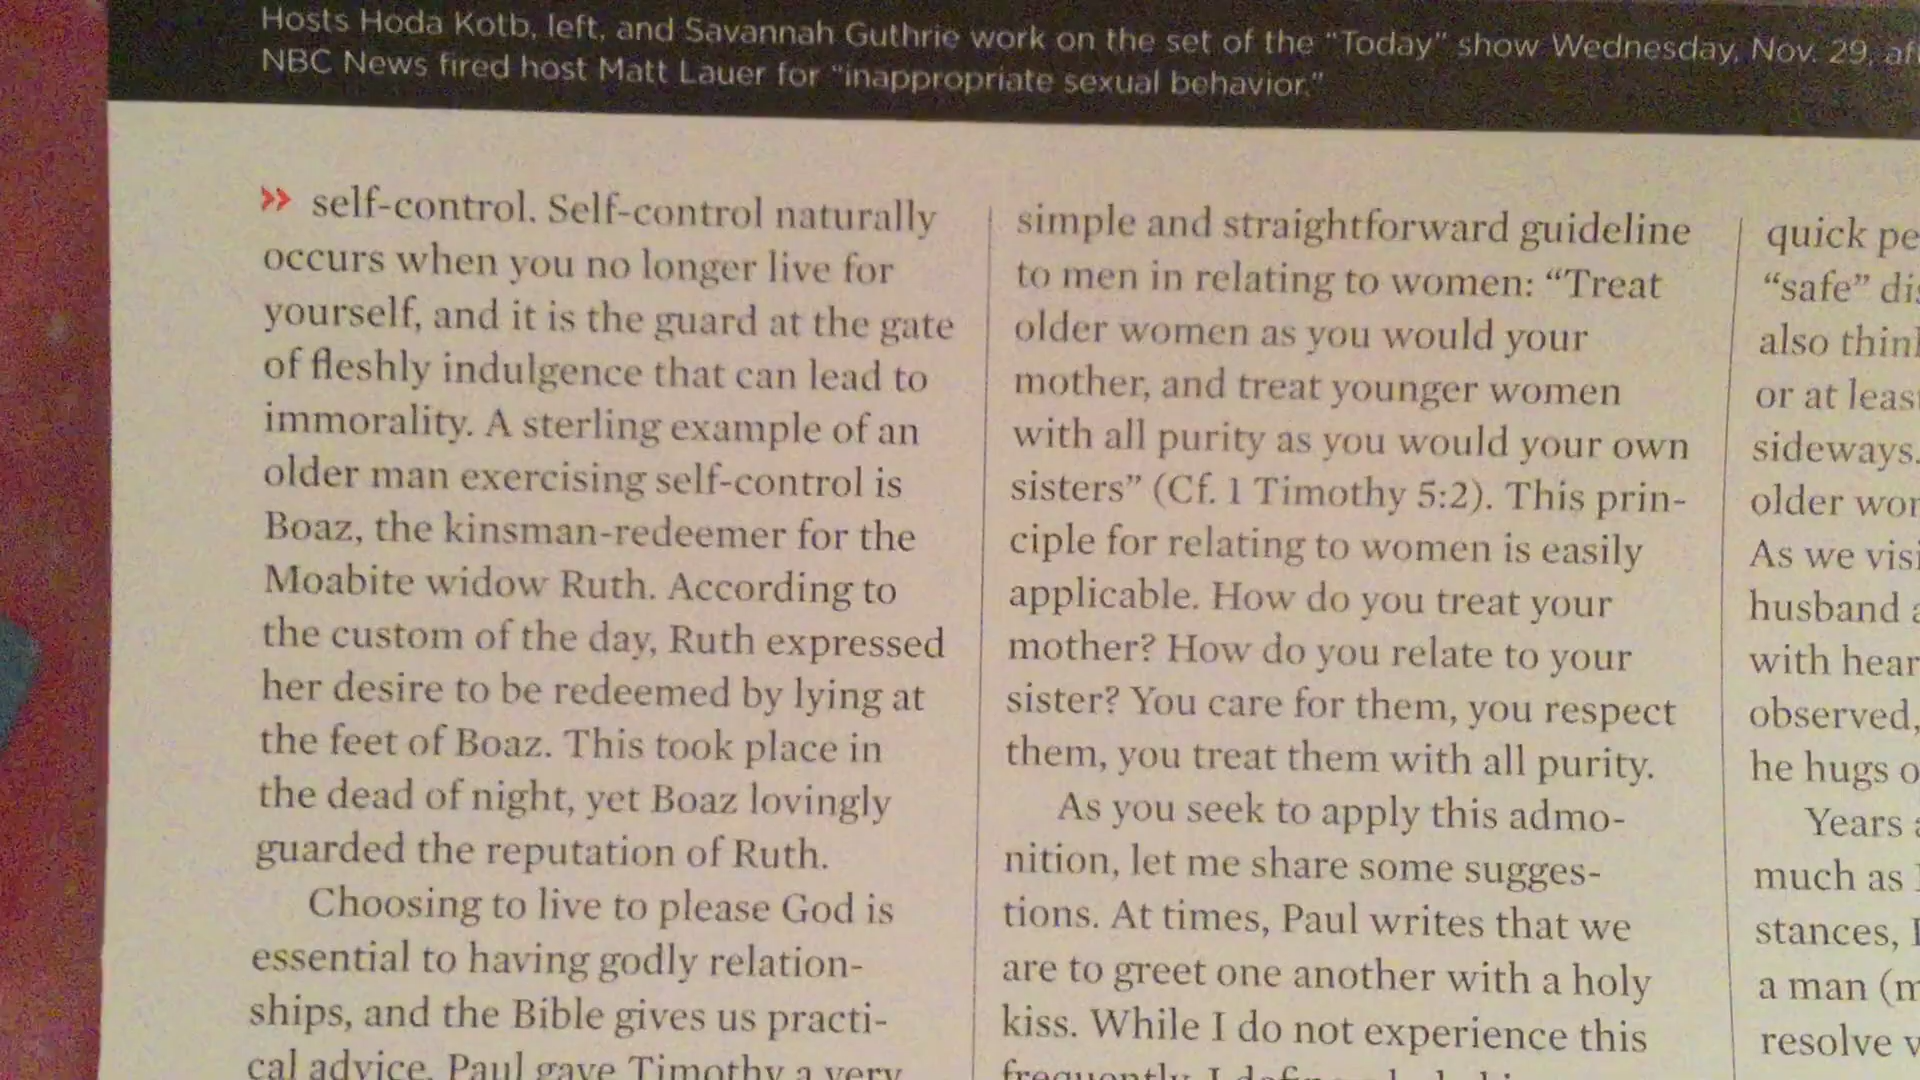 Hosts Hoda Kotb, left, and Savannah Guthrie work on the set of the "Today" show Wednesday, Nov. 29,
NBC News fired host Matt Lauer for "inappropriate sexual behavior."
» self-control. Self-control naturally
occurs when you no longer live for
yourself, and it is the guard at the gate
of fleshly indulgence that can lead to
immorality. A sterling example of an
older man exercising self-control is
Boaz, the kinsman-redeemer for the
Moabite widow Ruth. According to
the custom of the day, Ruth expressed
her desire to be redeemed by lying at
the feet of Boaz. This took place in
the dead of night, yet Boaz lovingly
guarded the reputation of Ruth.
Choosing to live to please God is
essential to having godly relation-
ships, and the Bible gives us practi-
cal advice. Paul gave Timothy a very
simple and straightforward guideline
to men in relating to women: “Treat
older women as you would your
mother, and treat younger women
with all purity as you would your own
sisters” (Cf. 1 Timothy 5:2). This prin-
ciple for relating to women is easily
applicable. How do you treat your
mother? How do you relate to your
sister? You care for them, you respect
them, you treat them with all purity.
As you seek to apply this admo-
nition, let me share some sugges-
tions. At times, Paul writes that we
are to greet one another with a holy
kiss. While I do not experience this
frequently, I
quick
“safe”
also
or at
sideways.
older
As we
husband
with
observed,
he hugs
Years
much as
stances,
a man
resolve